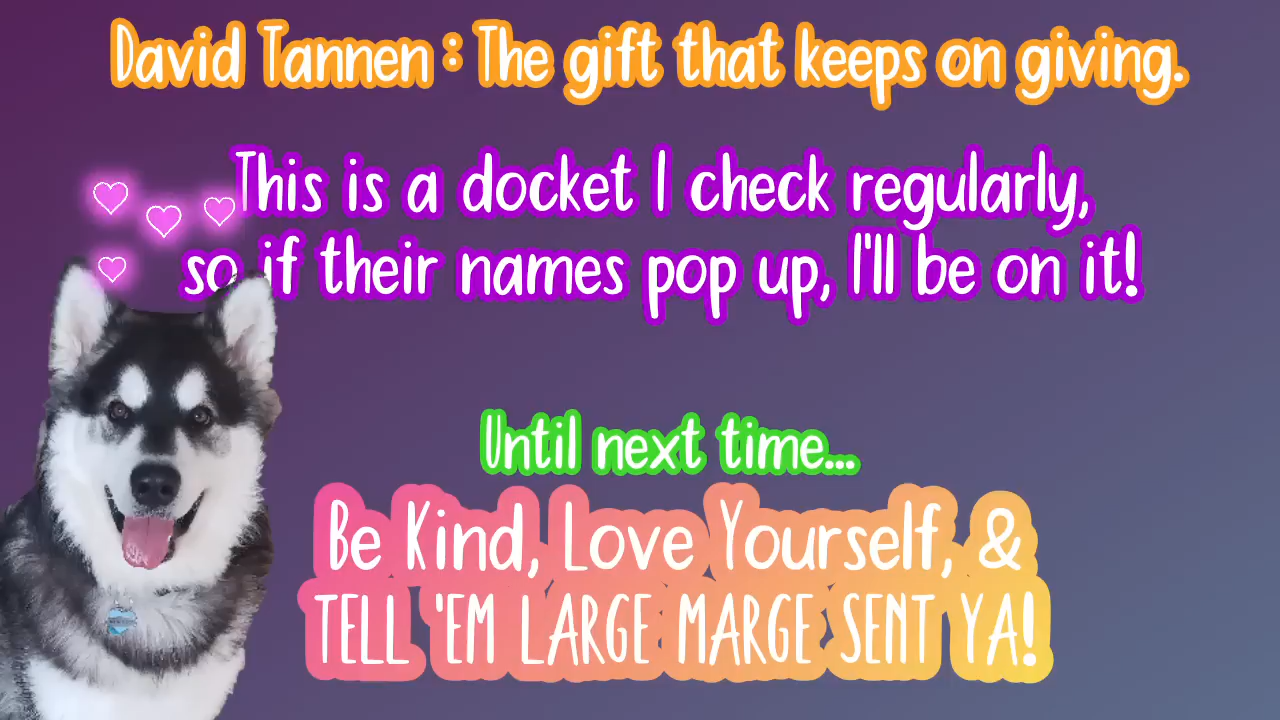 David Tannen : The gift that keeps on giving.
This is a docket I check regularly,
so if their names pop up, I'll be on it!
Until next time...
Be Kind, Love Yourself, &
TELL 'EM LARGE MARGE SENT YA!